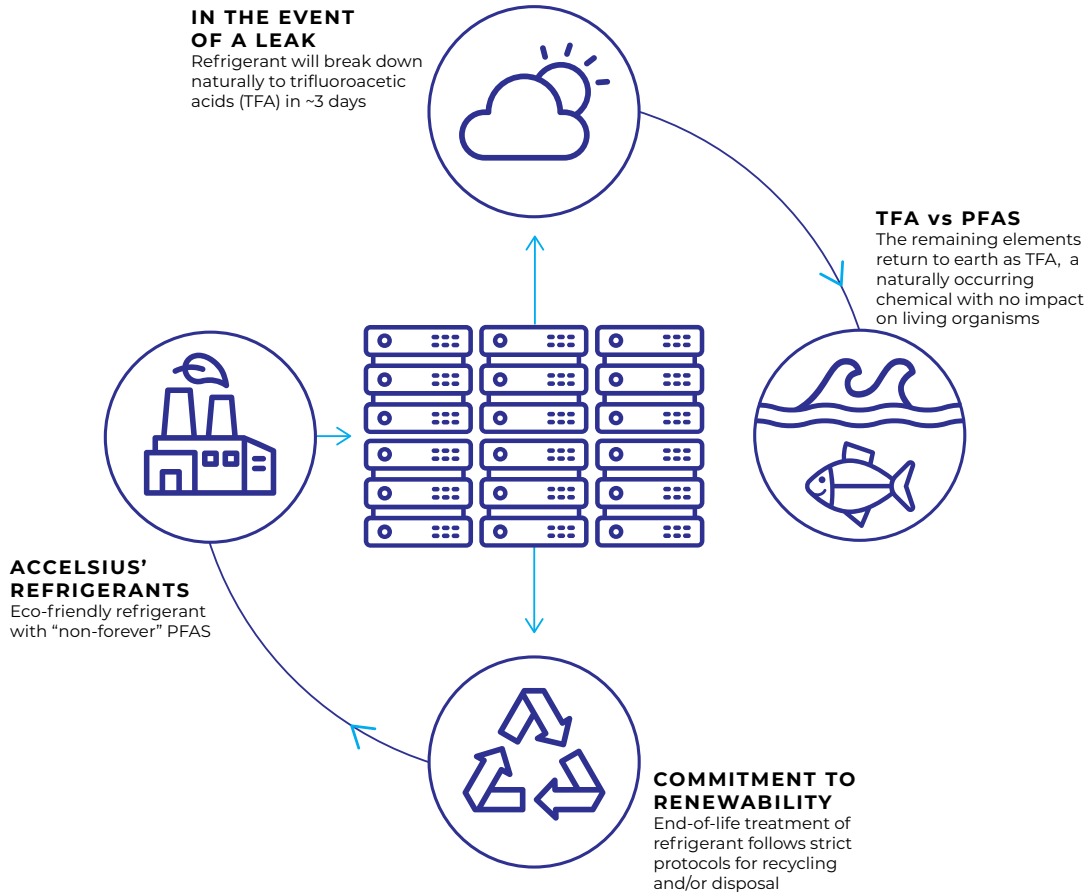 IN THE EVENT
OF A LEAK
Refrigerant will break down
naturally to trifluoroacetic
acids (TFA) in ~3 days
TFA vs PFAS
The remaining elements
return to earth as TFA, a
naturally occurring
chemical with no impact
on living organisms
ACCELSIUS’
REFRIGERANTS
Eco-friendly refrigerant
with “non-forever” PFAS
COMMITMENT TO
RENEWABILITY
End-of-life treatment of
refrigerant follows strict
protocols for recycling
and/or disposal